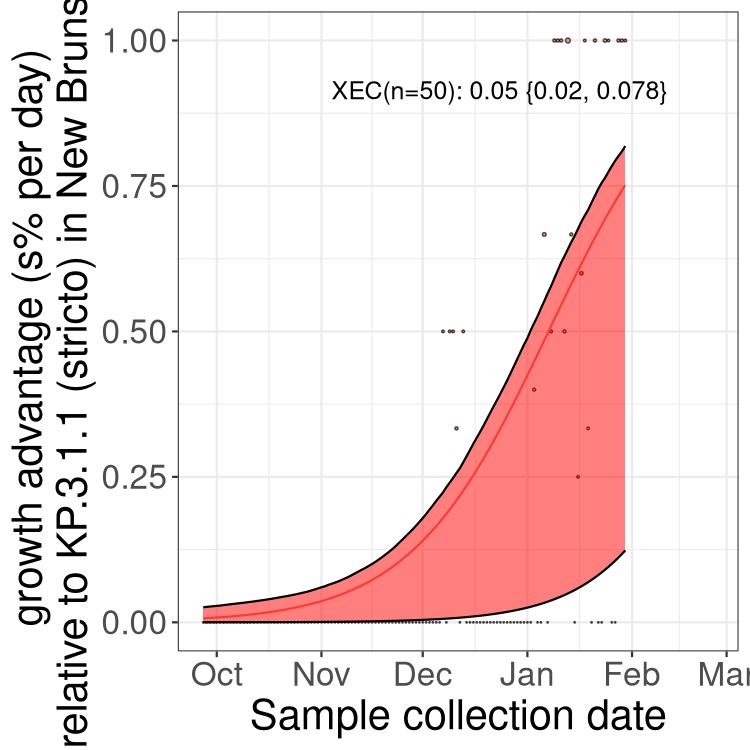 growth advantage (s% per day)
relative to KP.3.1.1 (stricto) in New Bruns
1.00
0.75
0.50
0.25
0.00
XEC(n=50): 0.05 {0.02, 0.078}
Oct Nov Dec Jan Feb Mar
Sample collection date